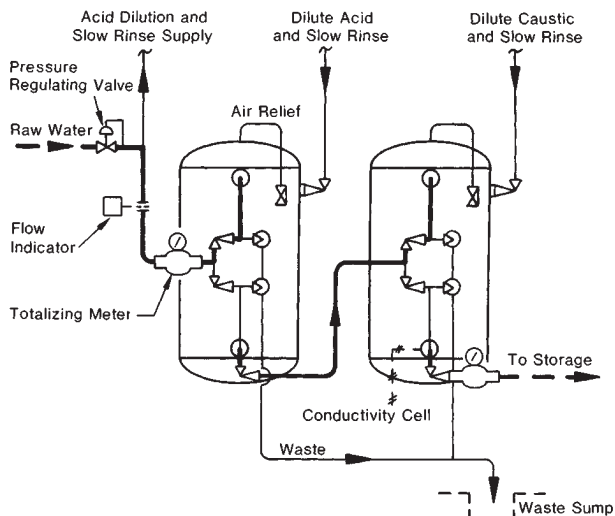 Acid Dilution and
Slow Rinse Supply
Dilute Acid
and Slow Rinse
Dilute Caustic
and Slow Rinse
Pressure
Regulating Valve
Air Relief
Raw Water
Flow
Indicator
Totalizing Meter
To Storage
Conductivity Cell
Waste
Waste Sump